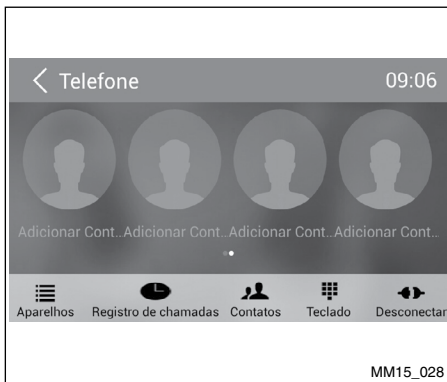 Telefone 09:06
Adicionar Cont.. Adicionar Cont.. Adicionar Cont.. Adicionar Cont...
Aparelhos Registro de chamadas Contatos Teclado Desconectar
MM15_028